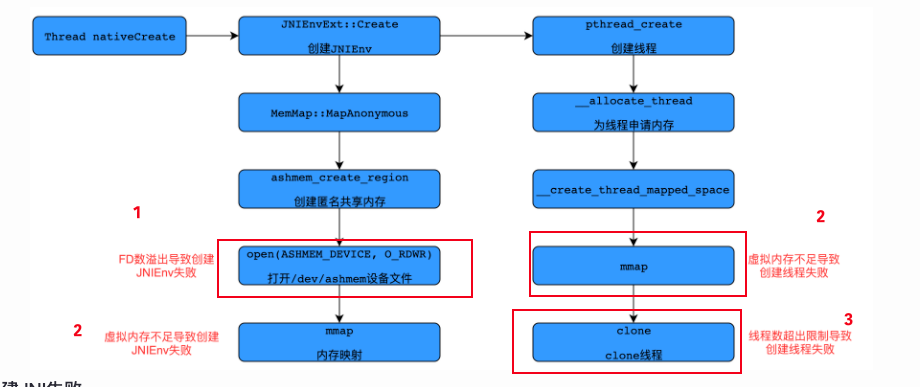 Thread nativeCreate
JNIEnvExt::Create
创建JNIEnv
pthread_create
创建线程
MemMap::MapAnonymous
__allocate_thread
为线程申请内存
ashmem_create_region
创建匿名共享内存
__create_thread_mapped_space
1
FD数溢出导致创建
JNIEnv失败
open(ASHMEM_DEVICE, O_RDWR)
打开/dev/ashmem设备文件
2
mmap
虚拟内存不足导致
创建线程失败
2
虚拟内存不足导致创建
JNIEnv失败
mmap
内存映射
3
clone
clone线程
线程数超出限制导致
创建线程失败